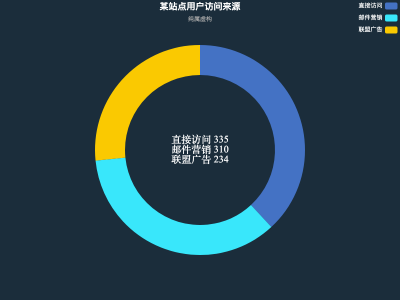 某站点用户访问来源
纯属虚构
直接访问
邮件营销
联盟广告
直接访问 335
邮件营销 310
联盟广告 234